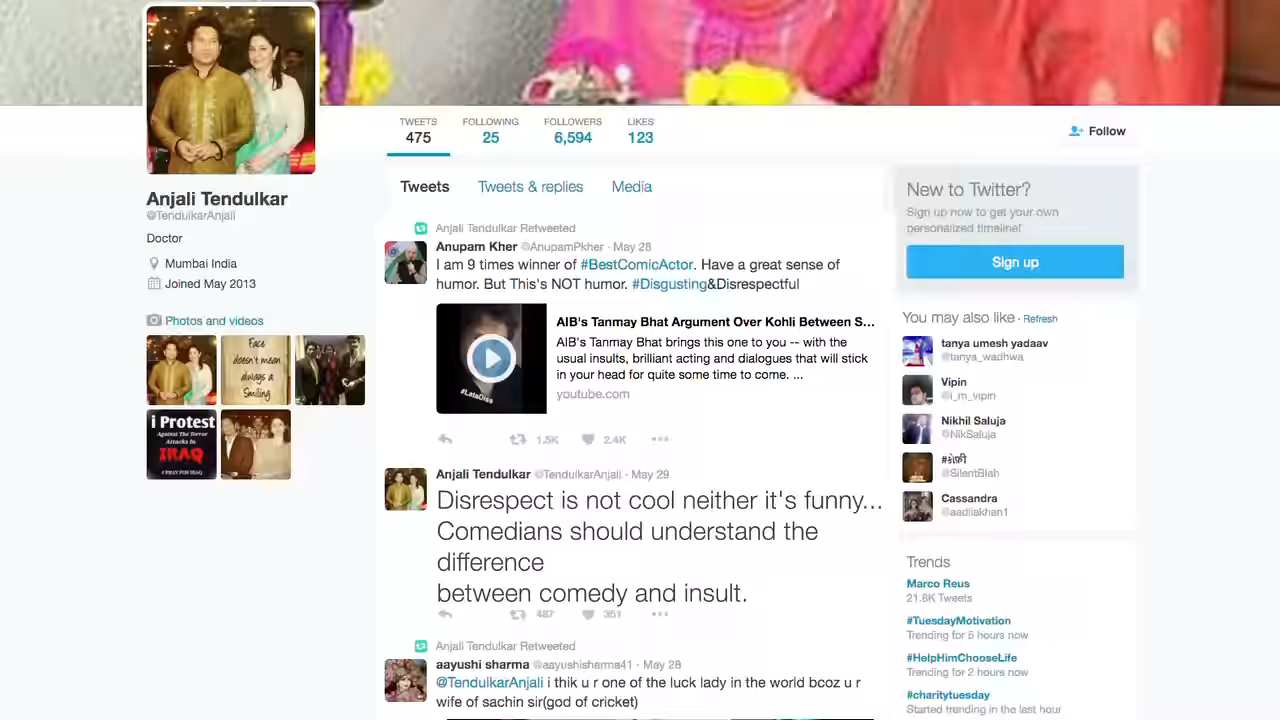 TWEETS
475
FOLLOWING
25
FOLLOWERS
6,594
LIKES
123
Follow
Anjali Tendulkar
@TendulkarAnjali
Doctor
Mumbai India
Joined May 2013
Photos and videos
Face
doesn't mean
always a
Smiling
i Protest
Against The Terror
Attacks In
IRAQ
# PRAY FOR IRAQ
Tweets
Tweets & replies
Media
Anjali Tendulkar Retweeted
Anupam Kher @AnupamPkher · May 28
I am 9 times winner of #BestComicActor. Have a great sense of
humor. But This's NOT humor. #Disgusting&Disrespectful
#LataDiss
AIB's Tanmay Bhat Argument Over Kohli Between S...
AIB's Tanmay Bhat brings this one to you -- with the
usual insults, brilliant acting and dialogues that will stick
in your head for quite some time to come. ...
youtube.com
1.5K
2.4K
Anjali Tendulkar @TendulkarAnjali · May 29
Disrespect is not cool neither it's funny...
Comedians should understand the
difference
between comedy and insult.
487
351
Anjali Tendulkar Retweeted
aayushi sharma @aayushisharma41 · May 28
@TendulkarAnjali i thik u r one of the luck lady in the world bcoz u r
wife of sachin sir(god of cricket)
New to Twitter?
Sign up now to get your own
personalized timeline!
Sign up
You may also like · Refresh
tanya umesh yadaav
@tanya_wadhwa
Vipin
@i_m_vipin
Nikhil Saluja
@NikSaluja
@SilentBlah
Cassandra
@aadilakhan1
Trends
Marco Reus
21.8K Tweets
#TuesdayMotivation
Trending for 5 hours now
#HelpHimChooseLife
Trending for 2 hours now
#charitytuesday
Started trending in the last hour